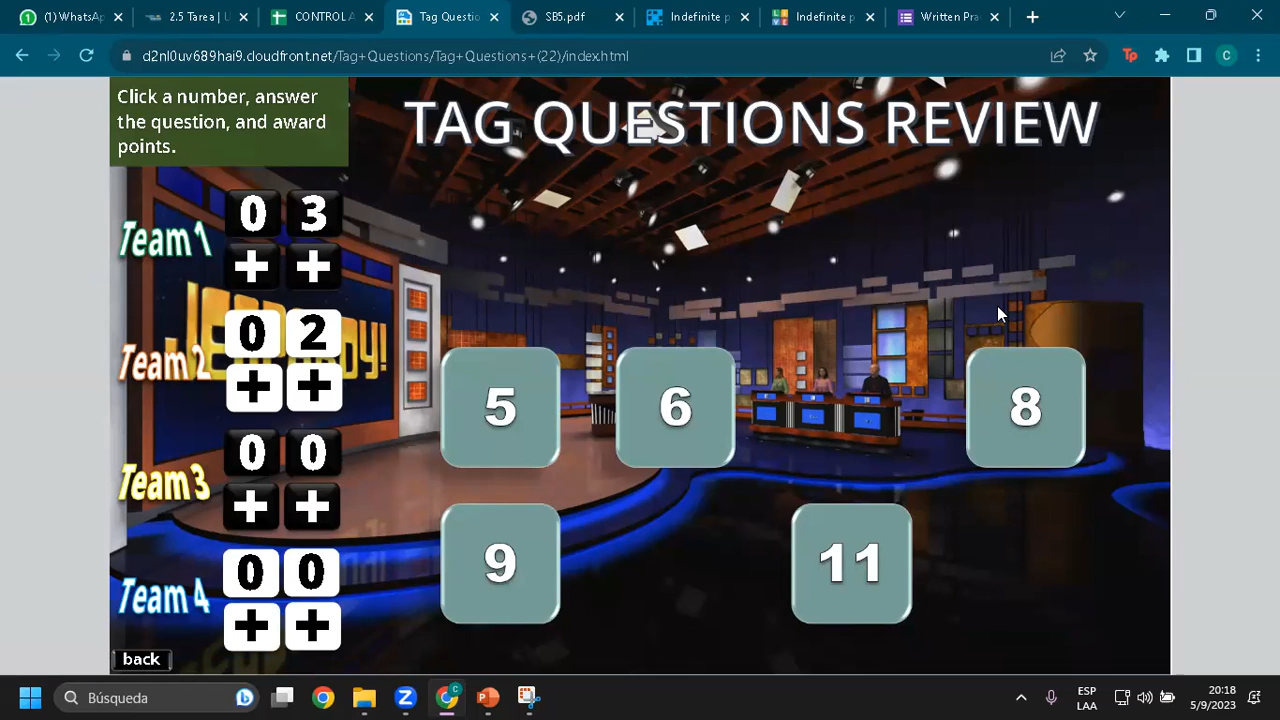 (1) WhatsA
2.5 Tarea | U
CONTROL A
Tag Questio
SB5.pdf
Indefinite p
Indefinite p
Written Pra
d2nl0uv689hai9.cloudfront.net/Tag+Questions/Tag+Questions+(22)/index.html
Tp
C
Click a number, answer
the question, and award
points.
TAG QUESTIONS REVIEW
Team 1
0 3
+ +
Team 2
0 2
+ +
Team 3
0 0
+ +
Team 4
0 0
+ +
5 6 8
9 11
back
Búsqueda
ESP
LAA
20:18
5/9/2023